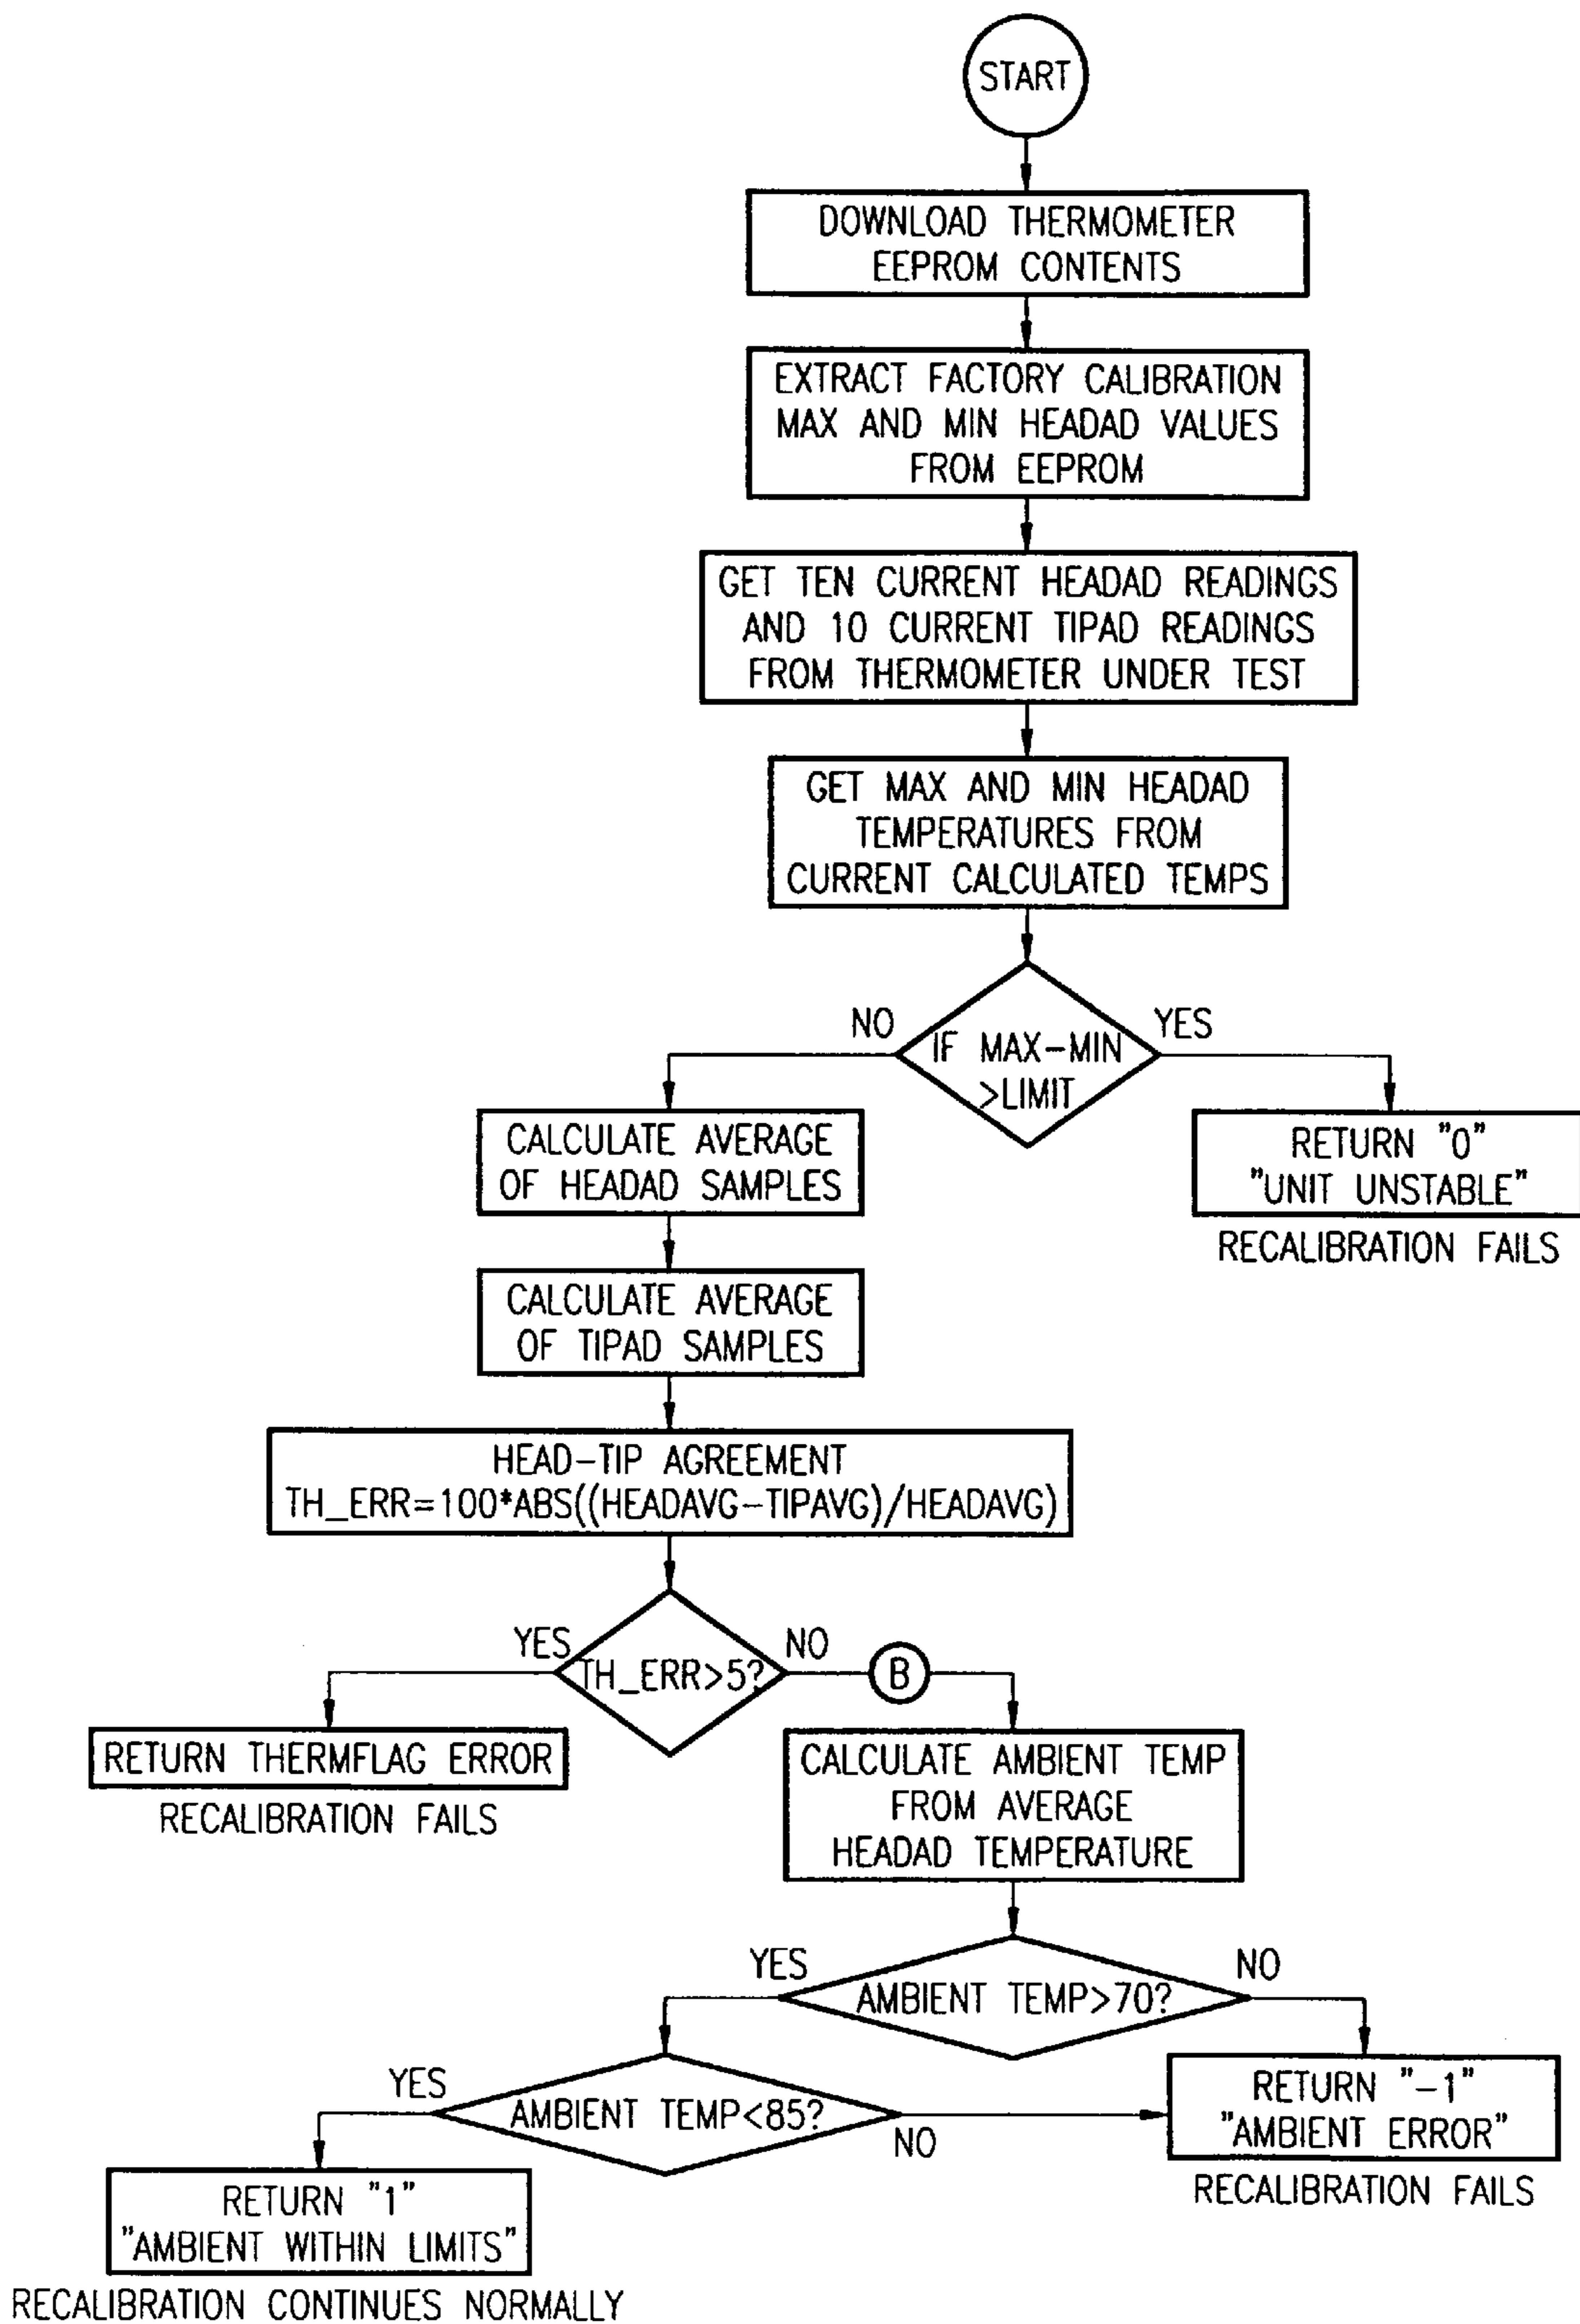 START
DOWNLOAD THERMOMETER
EEPROM CONTENTS
EXTRACT FACTORY CALIBRATION
MAX AND MIN HEADAD VALUES
FROM EEPROM
GET TEN CURRENT HEADAD READINGS
AND 10 CURRENT TIPAD READINGS
FROM THERMOMETER UNDER TEST
GET MAX AND MIN HEADAD
TEMPERATURES FROM
CURRENT CALCULATED TEMPS
NO
YES
IF MAX-MIN
>LIMIT
CALCULATE AVERAGE
OF HEADAD SAMPLES
RETURN "0"
"UNIT UNSTABLE"
RECALIBRATION FAILS
CALCULATE AVERAGE
OF TIPAD SAMPLES
HEAD-TIP AGREEMENT
TH_ERR=100*ABS((HEADAVG-TIPAVG)/HEADAVG)
YES
NO
TH_ERR>5?
B
RETURN THERMFLAG ERROR
RECALIBRATION FAILS
CALCULATE AMBIENT TEMP
FROM AVERAGE
HEADAD TEMPERATURE
YES
NO
AMBIENT TEMP>70?
YES
AMBIENT TEMP<85?
NO
RETURN "-1"
"AMBIENT ERROR"
RECALIBRATION FAILS
RETURN "1"
"AMBIENT WITHIN LIMITS"
RECALIBRATION CONTINUES NORMALLY